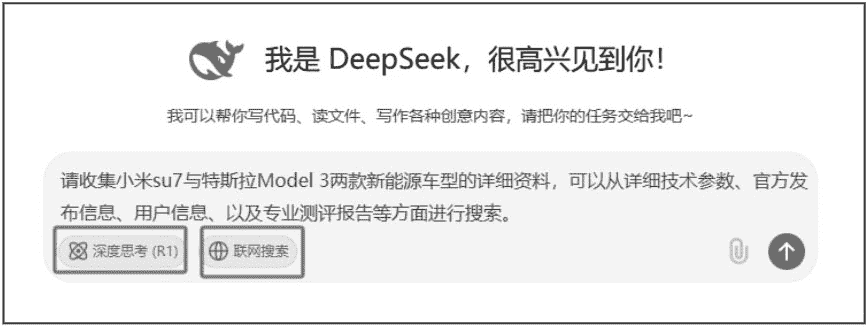 我是 DeepSeek，很高兴见到你！
我可以帮你写代码、读文件、写作各种创意内容，请把你的任务交给我吧~
请收集小米su7与特斯拉Model 3两款新能源车型的详细资料，可以从详细技术参数、官方发
布信息、用户信息、以及专业测评报告等方面进行搜索。
深度思考 (R1) 联网搜索